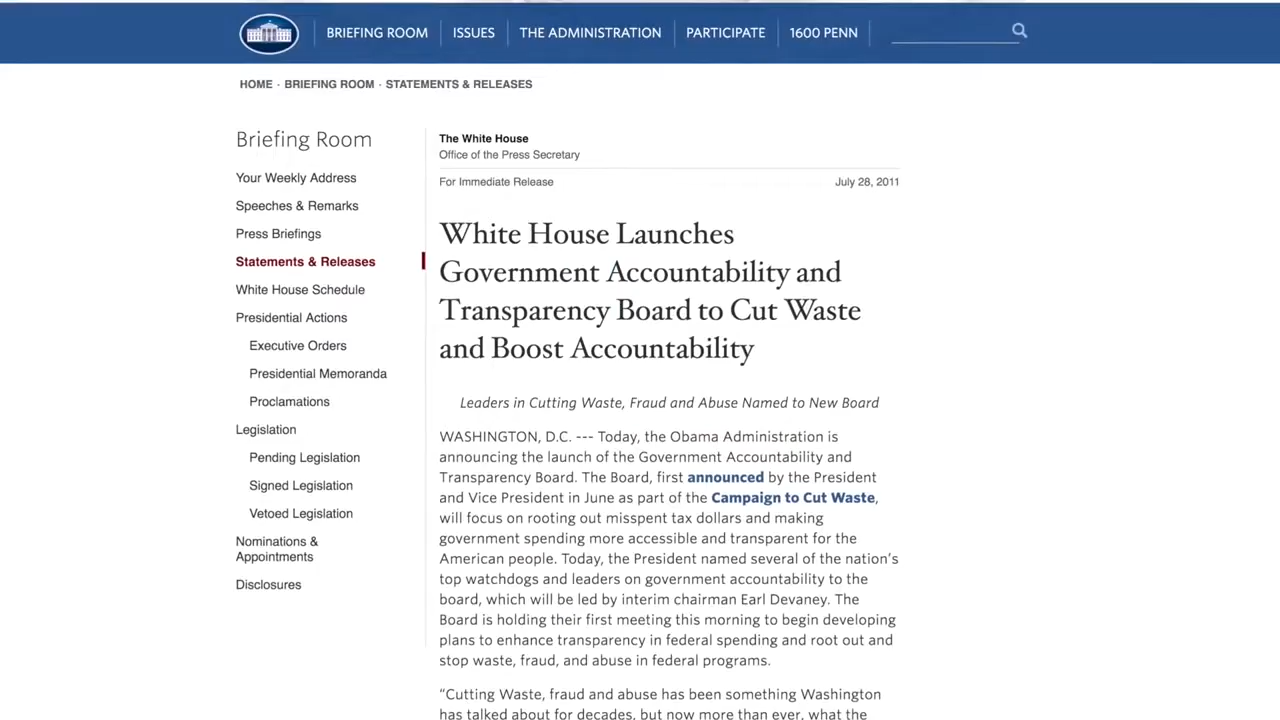 BRIEFING ROOM ISSUES THE ADMINISTRATION PARTICIPATE 1600 PENN
HOME · BRIEFING ROOM · STATEMENTS & RELEASES
Briefing Room
Your Weekly Address
Speeches & Remarks
Press Briefings
Statements & Releases
White House Schedule
Presidential Actions
Executive Orders
Presidential Memoranda
Proclamations
Legislation
Pending Legislation
Signed Legislation
Vetoed Legislation
Nominations &
Appointments
Disclosures
The White House
Office of the Press Secretary
For Immediate Release July 28, 2011
White House Launches
Government Accountability and
Transparency Board to Cut Waste
and Boost Accountability
Leaders in Cutting Waste, Fraud and Abuse Named to New Board
WASHINGTON, D.C. --- Today, the Obama Administration is
announcing the launch of the Government Accountability and
Transparency Board. The Board, first announced by the President
and Vice President in June as part of the Campaign to Cut Waste,
will focus on rooting out misspent tax dollars and making
government spending more accessible and transparent for the
American people. Today, the President named several of the nation’s
top watchdogs and leaders on government accountability to the
board, which will be led by interim chairman Earl Devaney. The
Board is holding their first meeting this morning to begin developing
plans to enhance transparency in federal spending and root out and
stop waste, fraud, and abuse in federal programs.
“Cutting Waste, fraud and abuse has been something Washington
has talked about for decades, but now more than ever, what the